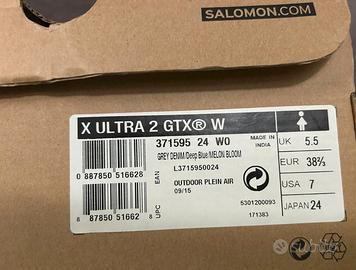 SALOMON.COM
X ULTRA 2 GTX® W
371595 24 W0
MADE IN
INDIA
GREY DENIM/Deep Blue/MELON BLOOM
L3715950024
0 887850 516628
EAN
OUTDOOR PLEIN AIR
09/15
8 87850 51662 8
UPC
5301200093
171383
UK 5.5
EUR 38⅔
USA 7
JAPAN 24
subito